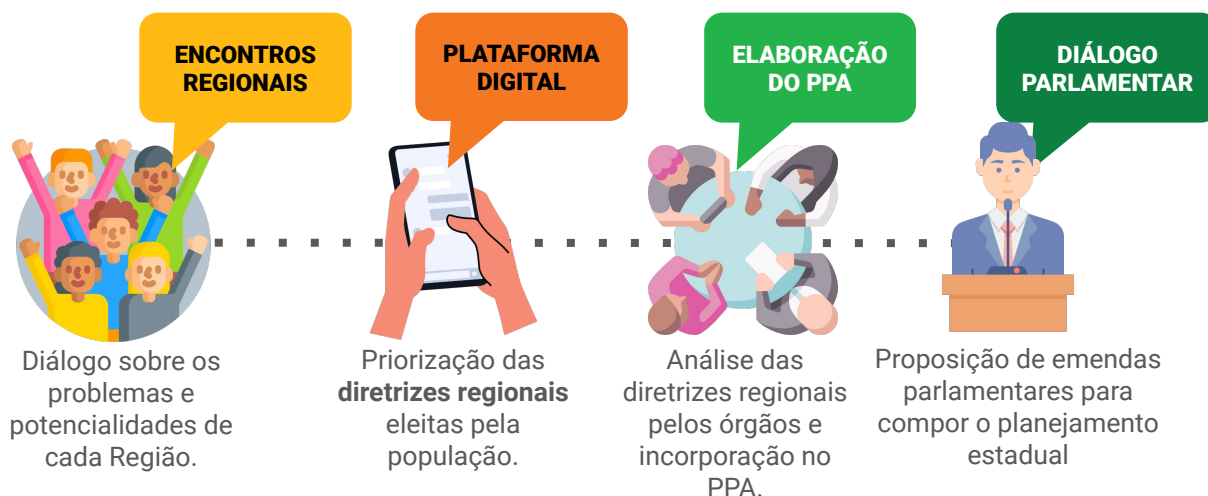 ENCONTROS
REGIONAIS
PLATAFORMA
DIGITAL
ELABORAÇÃO
DO PPA
DIÁLOGO
PARLAMENTAR
Diálogo sobre os
problemas e
potencialidades de
cada Região.
Priorização das
diretrizes regionais
eleitas pela
população.
Análise das
diretrizes regionais
pelos órgãos e
incorporação no
PPA.
Proposição de emendas
parlamentares para
compor o planejamento
estadual